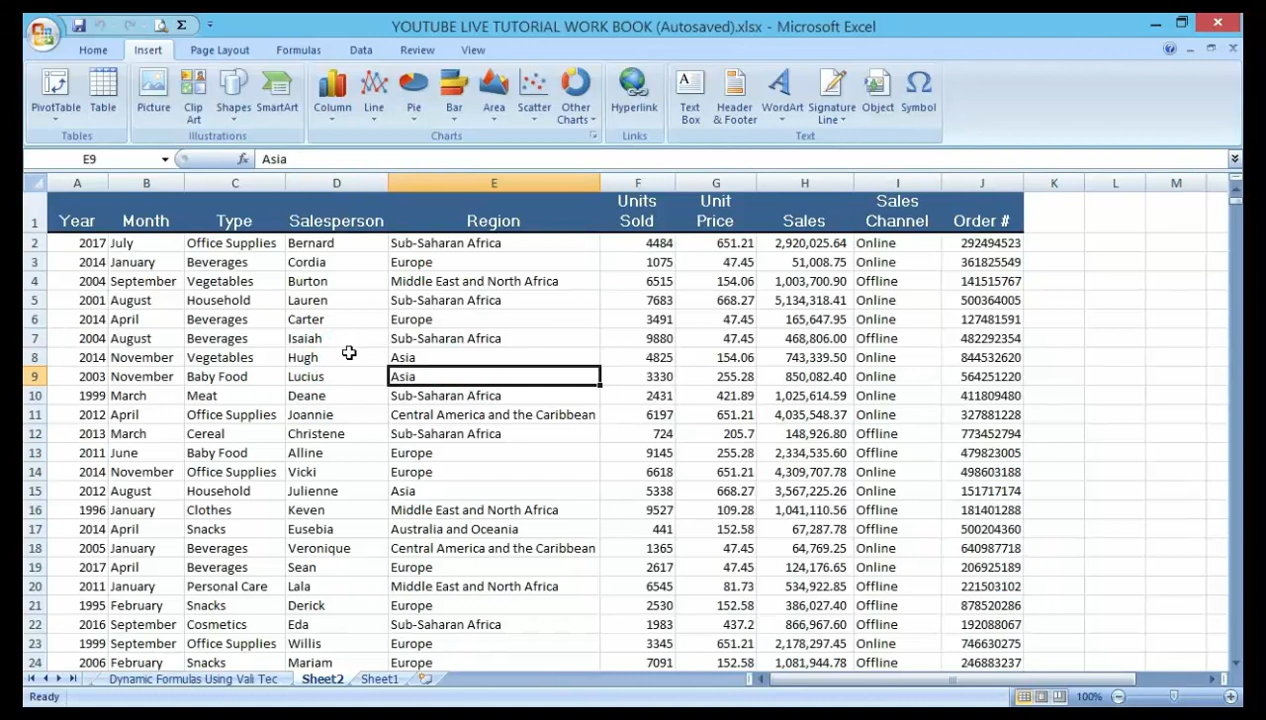 YOUTUBE LIVE TUTORIAL WORK BOOK (Autosaved).xlsx - Microsoft Excel
Home Insert Page Layout Formulas Data Review View
PivotTable Table Picture Clip Art Shapes SmartArt Column Line Pie Bar Area Scatter Other Charts Hyperlink Text Box Header & Footer WordArt Signature Line Object Symbol
Tables Illustrations Charts Links Text
E9 fx Asia
A B C D E F G H I J K L M
1 Year Month Type Salesperson Region Units Sold Unit Price Sales Sales Channel Order #
2 2017 July Office Supplies Bernard Sub-Saharan Africa 4484 651.21 2,920,025.64 Online 292494523
3 2014 January Beverages Cordia Europe 1075 47.45 51,008.75 Online 361825549
4 2004 September Vegetables Burton Middle East and North Africa 6515 154.06 1,003,700.90 Offline 141515767
5 2001 August Household Lauren Sub-Saharan Africa 7683 668.27 5,134,318.41 Online 500364005
6 2014 April Beverages Carter Europe 3491 47.45 165,647.95 Online 127481591
7 2004 August Beverages Isaiah Sub-Saharan Africa 9880 47.45 468,806.00 Offline 482292354
8 2014 November Vegetables Hugh Asia 4825 154.06 743,339.50 Online 844532620
9 2003 November Baby Food Lucius Asia 3330 255.28 850,082.40 Online 564251220
10 1999 March Meat Deane Sub-Saharan Africa 2431 421.89 1,025,614.59 Online 411809480
11 2012 April Office Supplies Joannie Central America and the Caribbean 6197 651.21 4,035,548.37 Online 327881228
12 2013 March Cereal Christene Sub-Saharan Africa 724 205.7 148,926.80 Offline 773452794
13 2011 June Baby Food Alline Europe 9145 255.28 2,334,535.60 Offline 479823005
14 2014 November Office Supplies Vicki Europe 6618 651.21 4,309,707.78 Online 498603188
15 2012 August Household Julienne Asia 5338 668.27 3,567,225.26 Online 151717174
16 1996 January Clothes Keven Middle East and North Africa 9527 109.28 1,041,110.56 Offline 181401288
17 2014 April Snacks Eusebia Australia and Oceania 441 152.58 67,287.78 Offline 500204360
18 2005 January Beverages Veronique Central America and the Caribbean 1365 47.45 64,769.25 Online 640987718
19 2017 April Beverages Sean Europe 2617 47.45 124,176.65 Online 206925189
20 2011 January Personal Care Lala Middle East and North Africa 6545 81.73 534,922.85 Offline 221503102
21 1995 February Snacks Derick Europe 2530 152.58 386,027.40 Offline 878520286
22 2016 September Cosmetics Eda Sub-Saharan Africa 1983 437.2 866,967.60 Offline 192088067
23 1999 September Office Supplies Willis Europe 3345 651.21 2,178,297.45 Online 746630275
24 2006 February Snacks Mariam Europe 7091 152.58 1,081,944.78 Offline 246883237
Dynamic Formulas Using Vali Tec Sheet2 Sheet1
Ready 100%